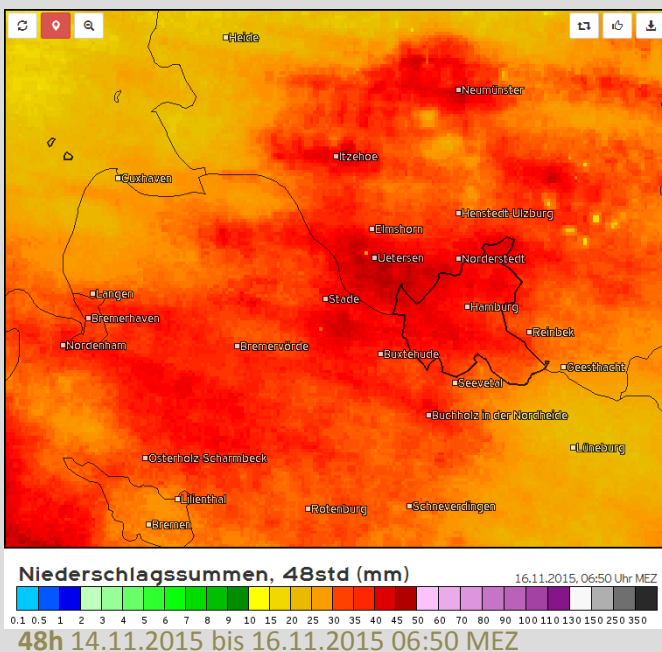 Heide
Neumünster
Itzehoe
Cuxhaven
Henstedt-Ulzburg
Elmshorn
Uetersen
Norderstedt
Langen
Stade
Hamburg
Bremerhaven
Reinbek
Nordenham
Bremervörde
Buxtehude
Geesthacht
Seevetal
Buchholz in der Nordheide
Lüneburg
Osterholz-Scharmbeck
Lilienthal
Rotenburg
Schneverdingen
Bremen
Niederschlagssummen, 48std (mm)
16.11.2015, 06:50 Uhr MEZ
0.1 0.5 1 2 3 4 5 6 7 8 9 10 15 20 25 30 35 40 45 50 60 70 80 90 100 110 130 150 250 350
48h 14.11.2015 bis 16.11.2015 06:50 MEZ